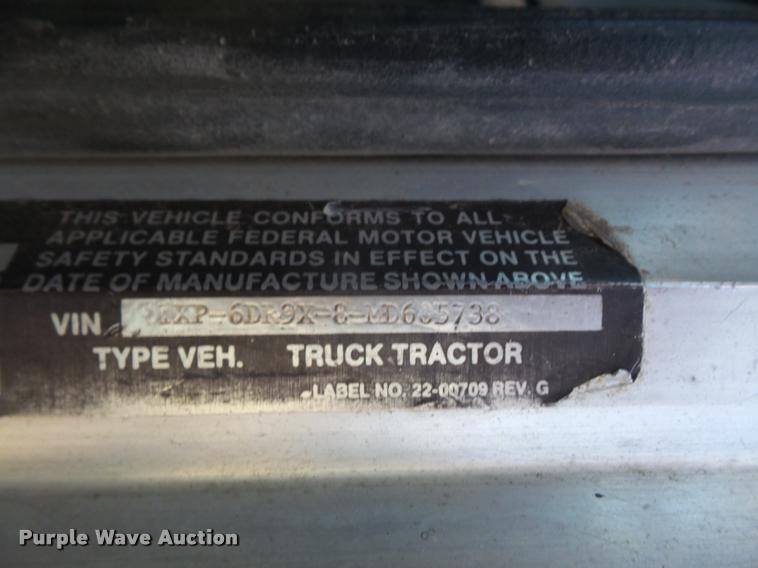 THIS VEHICLE CONFORMS TO ALL
APPLICABLE FEDERAL MOTOR VEHICLE
SAFETY STANDARDS IN EFFECT ON THE
DATE OF MANUFACTURE SHOWN ABOVE
VIN
TYPE VEH. TRUCK TRACTOR
LABEL NO. 22-00709 REV. G
Purple Wave Auction